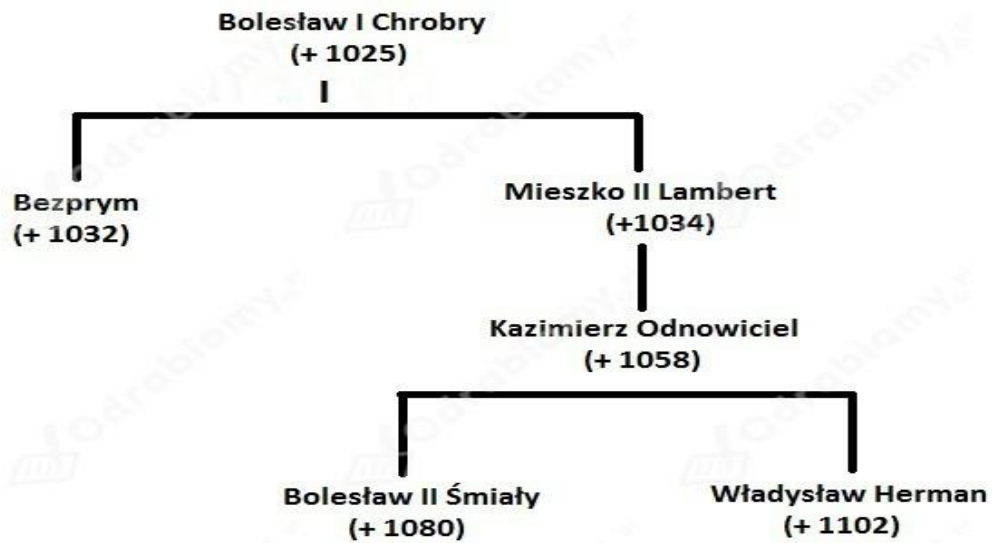 Bolesław I Chrobry
(+ 1025)
Bezprym
(+ 1032)
Mieszko II Lambert
(+1034)
Kazimierz Odnowiciel
(+ 1058)
Bolesław II Śmiały
(+ 1080)
Władysław Herman
(+ 1102)